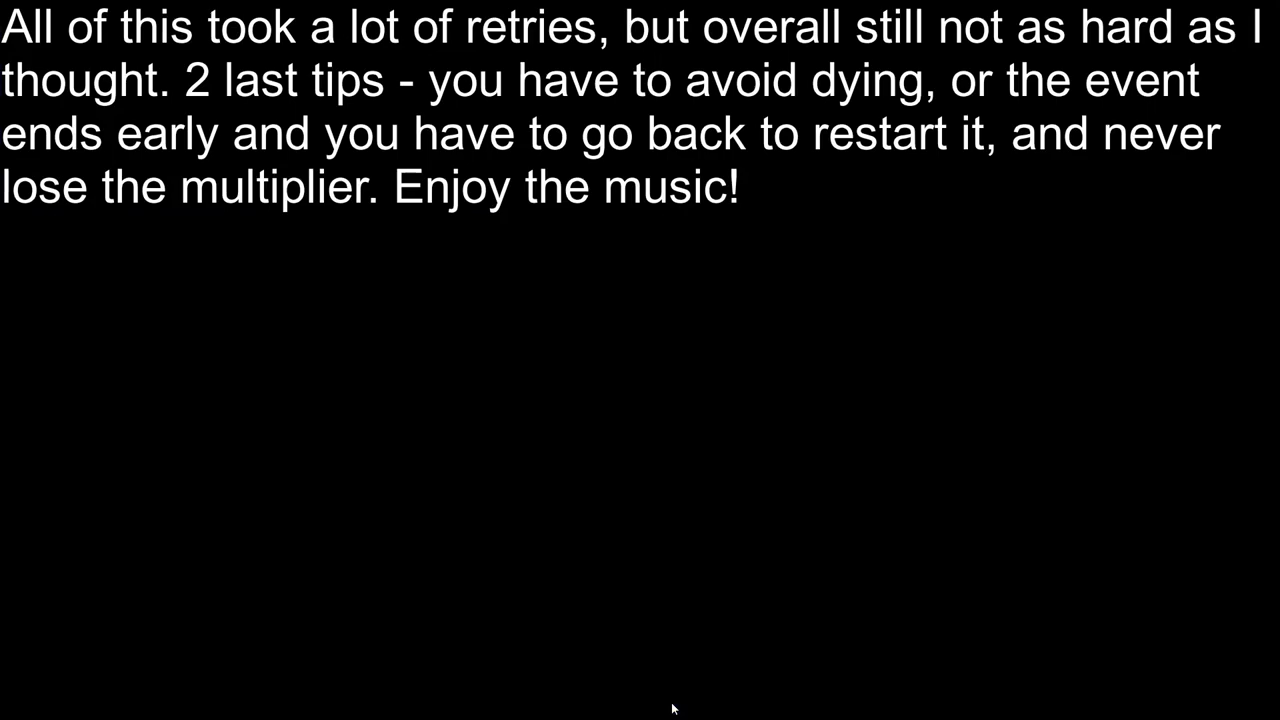 All of this took a lot of retries, but overall still not as hard as I
thought. 2 last tips - you have to avoid dying, or the event
ends early and you have to go back to restart it, and never
lose the multiplier. Enjoy the music!